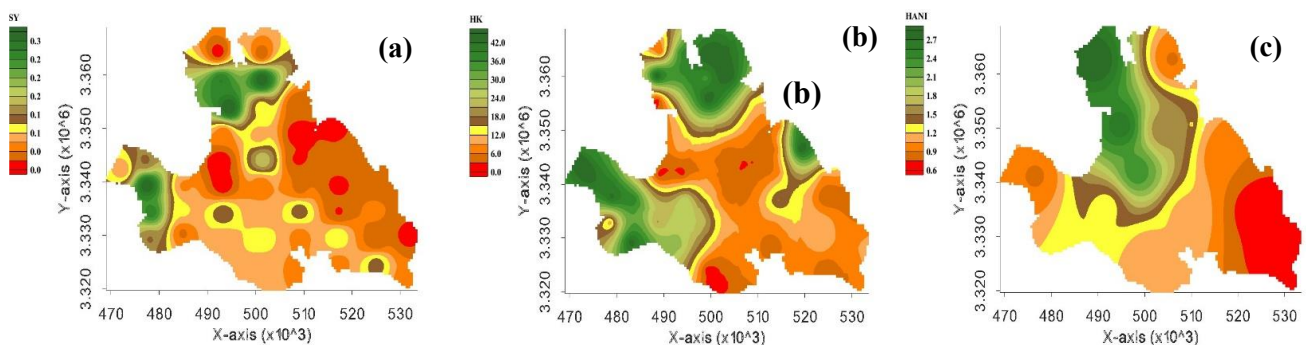 SY
0.3
0.2
0.2
0.1
0.1
0.0
0.0
(a)
3.360
3.350
3.340
3.330
3.320
Y-axis (x10^6)
470 480 490 500 510 520 530
X-axis (x10^3)
HK
42.0
36.0
30.0
24.0
18.0
12.0
6.0
0.0
(b)
(b)
3.360
3.350
3.340
3.330
3.320
Y-axis (x10^6)
470 480 490 500 510 520 530
X-axis (x10^3)
HANI
2.7
2.4
2.1
1.8
1.5
1.2
0.9
0.6
(c)
3.360
3.350
3.340
3.330
3.320
Y-axis (x10^6)
470 480 490 500 510 520 530
X-axis (x10^3)